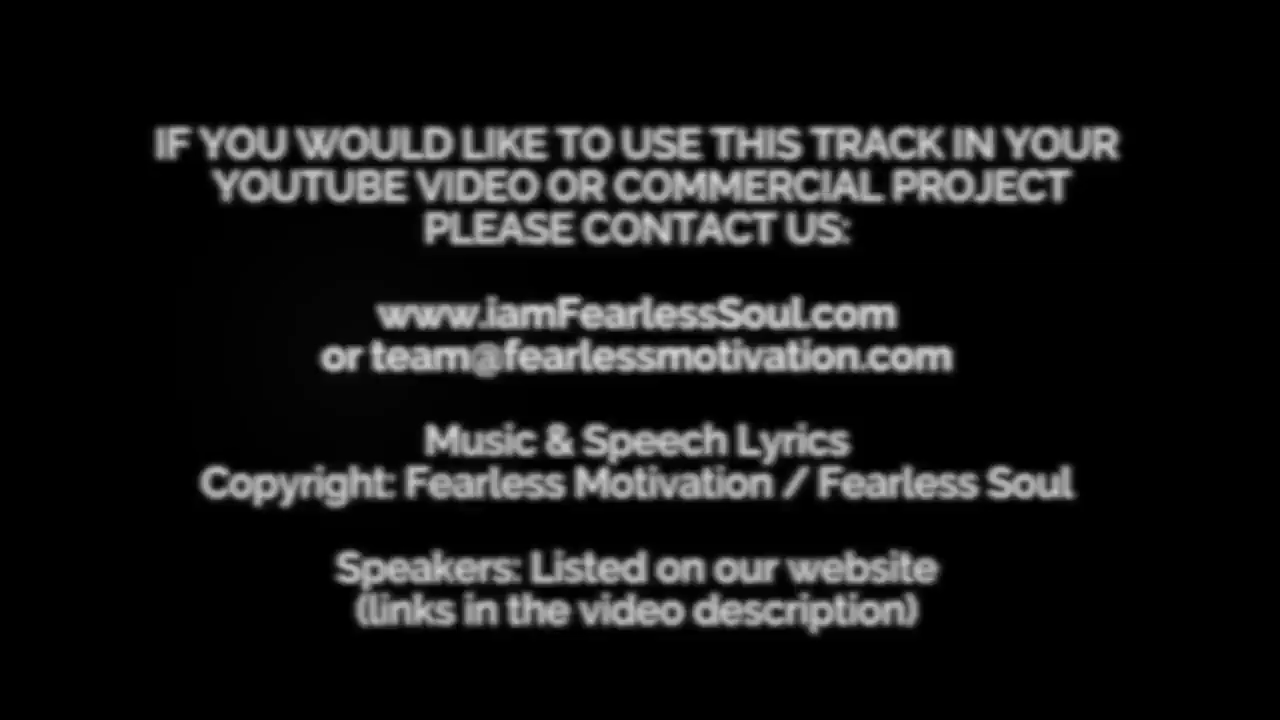 IF YOU WOULD LIKE TO USE THIS TRACK IN YOUR
YOUTUBE VIDEO OR COMMERCIAL PROJECT
PLEASE CONTACT US:
www.iamFearlessSoul.com
or team@fearlessmotivation.com
Music & Speech Lyrics
Copyright: Fearless Motivation / Fearless Soul
Speakers: Listed on our website
(links in the video description)